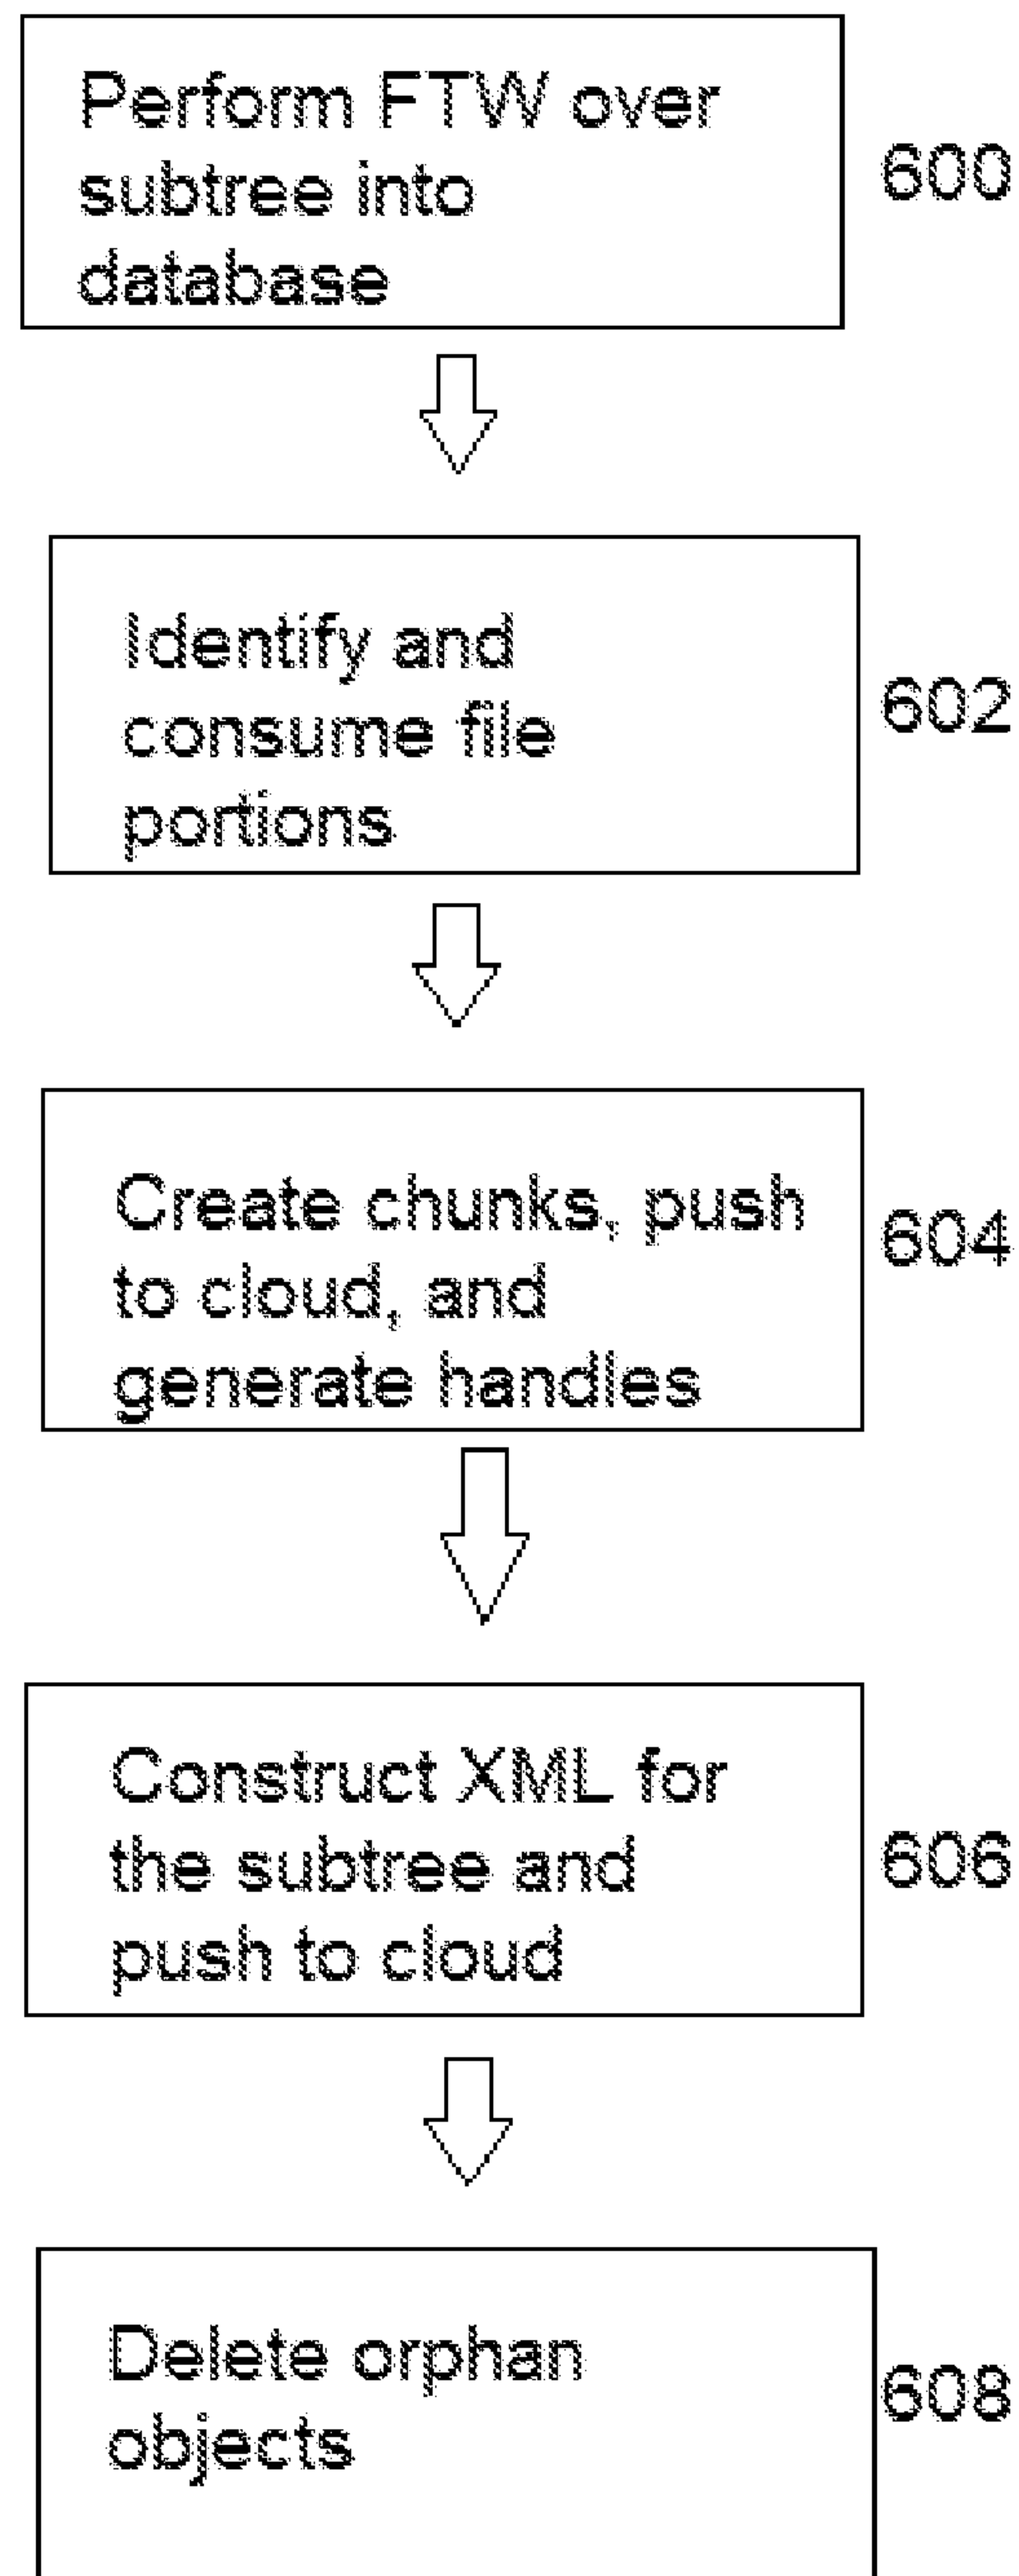 Perform FTW over
subtree into
database
600
Identify and
consume file
portions
602
Create chunks, push
to cloud, and
generate handles
604
Construct XML for
the subtree and
push to cloud
606
Delete orphan
objects
608